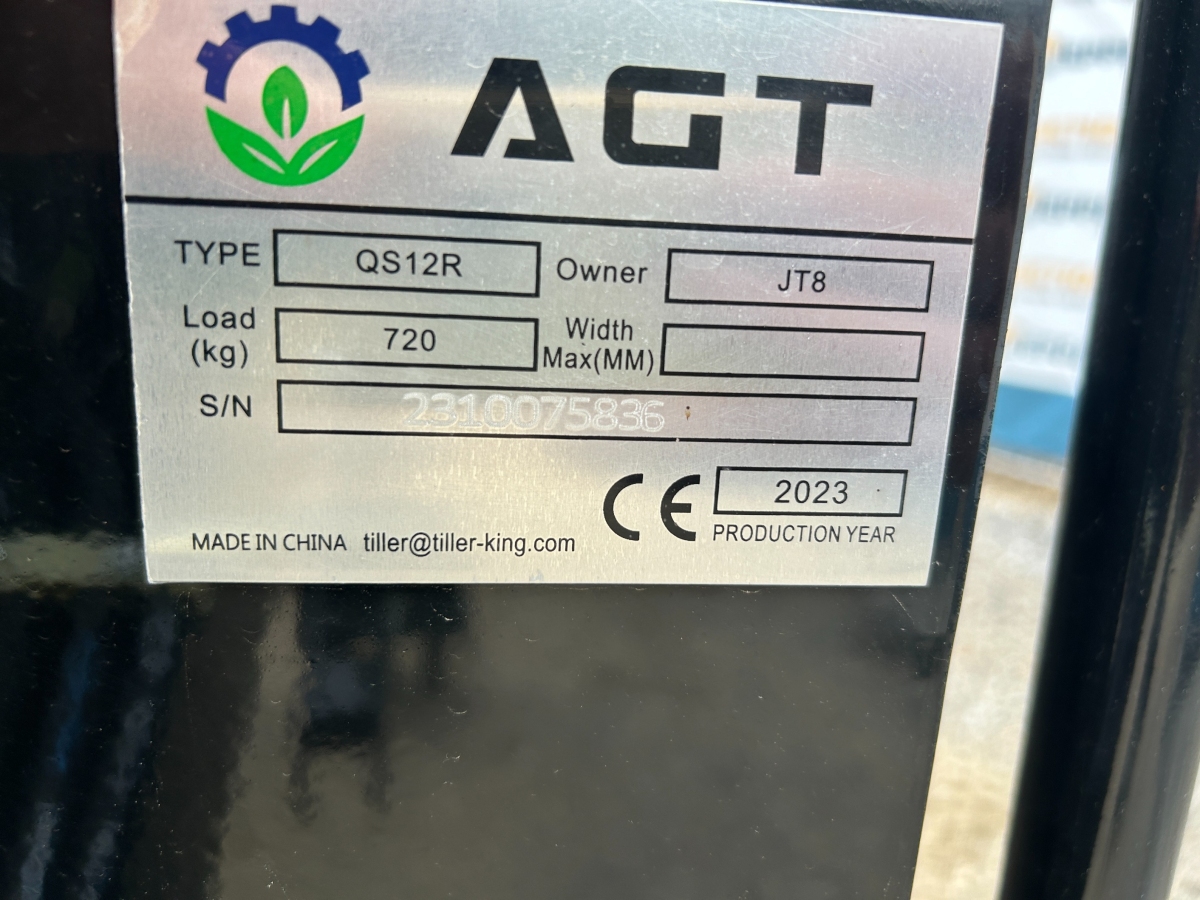 AGT
TYPE QS12R Owner JT8
Load (kg) 720 Width Max(MM)
S/N 2310075836
CE 2023
MADE IN CHINA tiller@tiller-king.com PRODUCTION YEAR